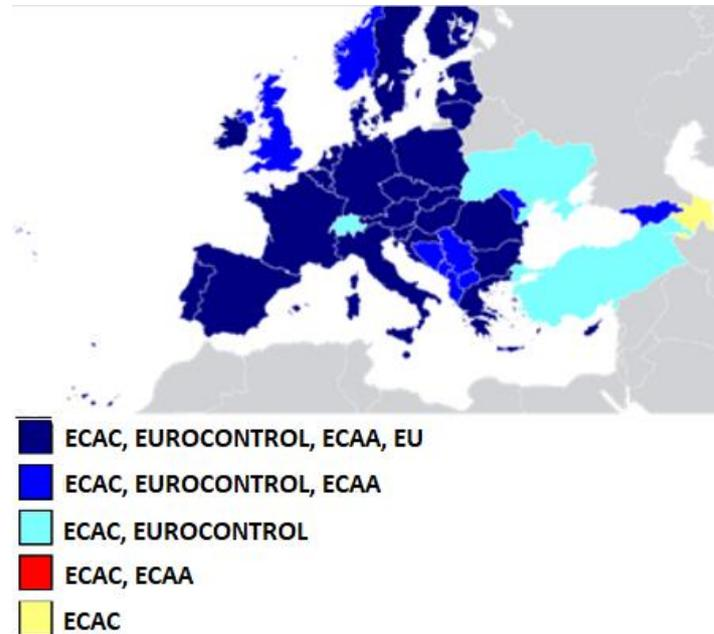 ECAC, EUROCONTROL, ECAA, EU
ECAC, EUROCONTROL, ECAA
ECAC, EUROCONTROL
ECAC, ECAA
ECAC